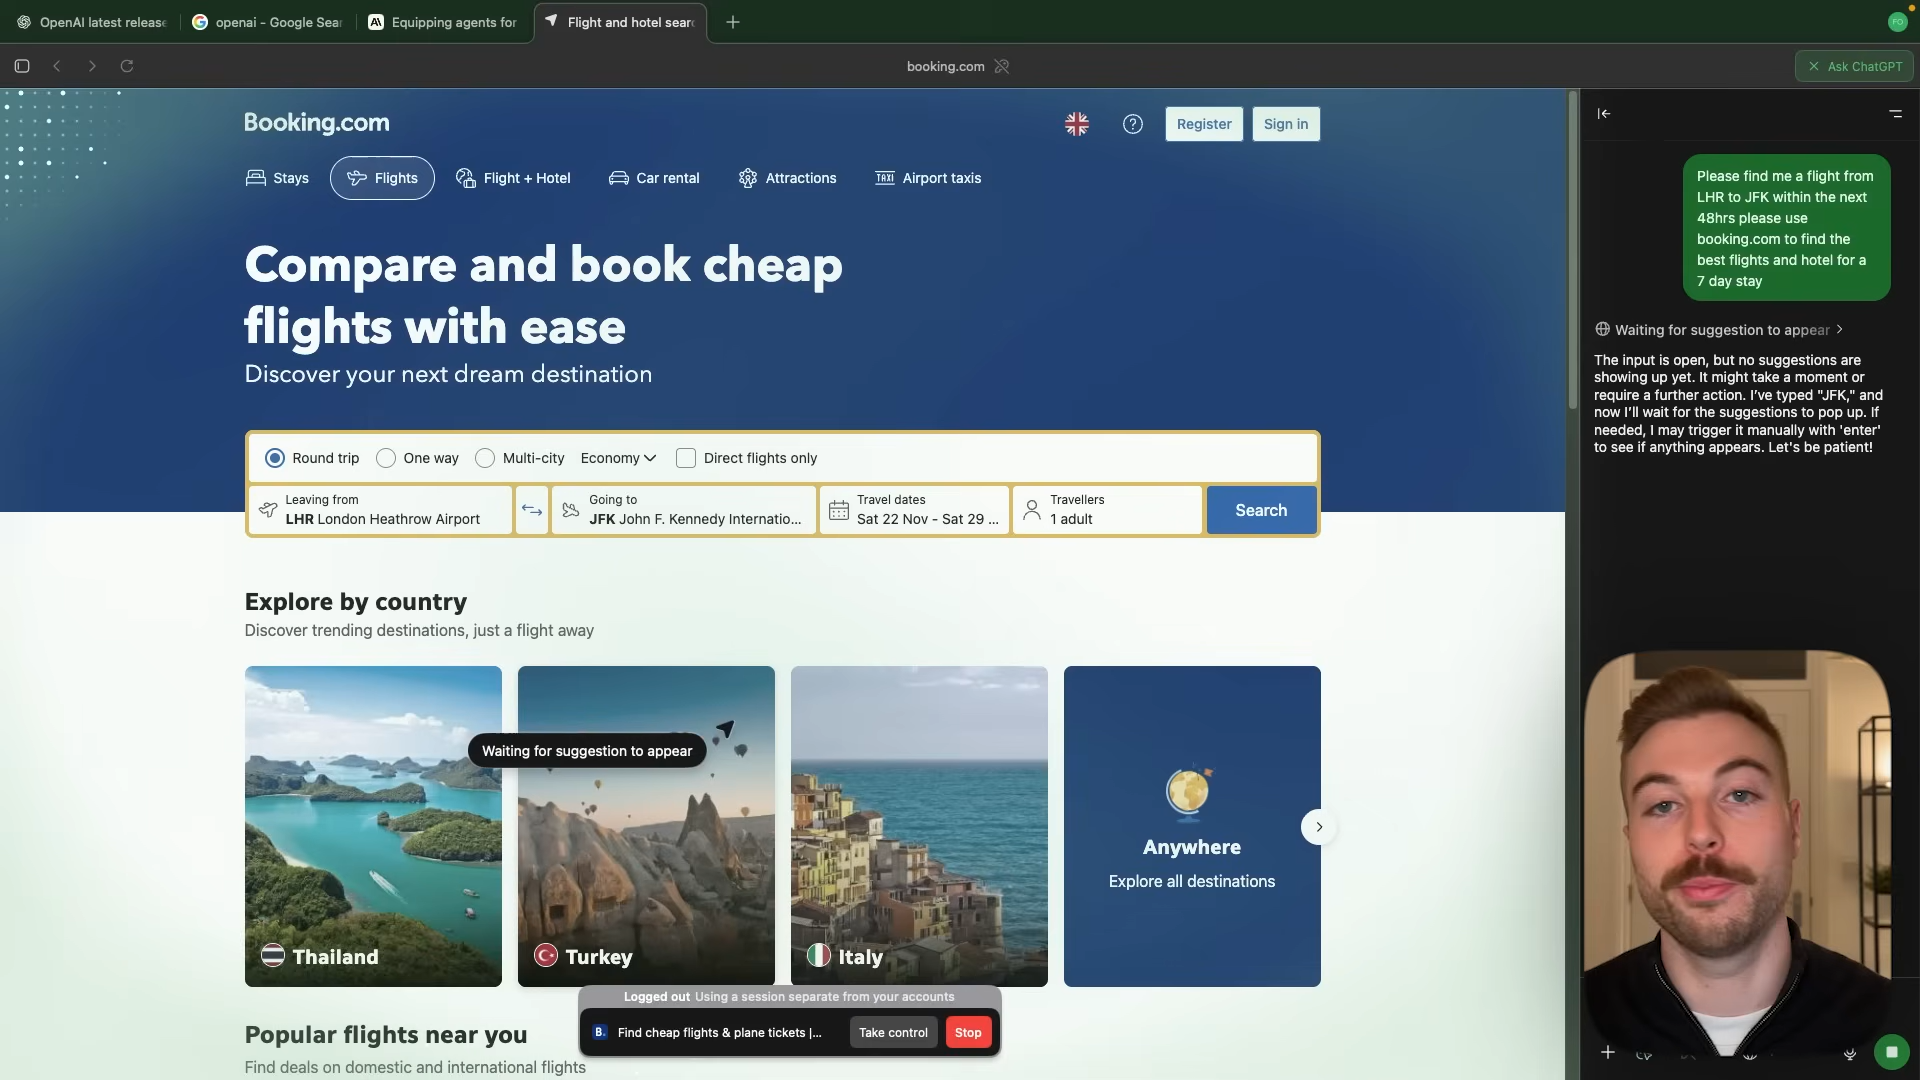 OpenAI latest release
openai - Google Sear
Equipping agents for
Flight and hotel sear
FO
booking.com
Ask ChatGPT
Booking.com
Register
Sign in
Stays
Flights
Flight + Hotel
Car rental
Attractions
TAXI
Airport taxis
Compare and book cheap
flights with ease
Discover your next dream destination
Round trip
One way
Multi-city
Economy
Direct flights only
Leaving from
LHR London Heathrow Airport
Going to
JFK John F. Kennedy Internatio...
Travel dates
Sat 22 Nov - Sat 29 ...
Travellers
1 adult
Search
Explore by country
Discover trending destinations, just a flight away
Waiting for suggestion to appear
Thailand
Turkey
Italy
Anywhere
Explore all destinations
Popular flights near you
Find deals on domestic and international flights
Logged out Using a session separate from your accounts
B.
Find cheap flights & plane tickets |...
Take control
Stop
Please find me a flight from
LHR to JFK within the next
48hrs please use
booking.com to find the
best flights and hotel for a
7 day stay
Waiting for suggestion to appear
The input is open, but no suggestions are
showing up yet. It might take a moment or
require a further action. I've typed "JFK," and
now I'll wait for the suggestions to pop up. If
needed, I may trigger it manually with 'enter'
to see if anything appears. Let's be patient!